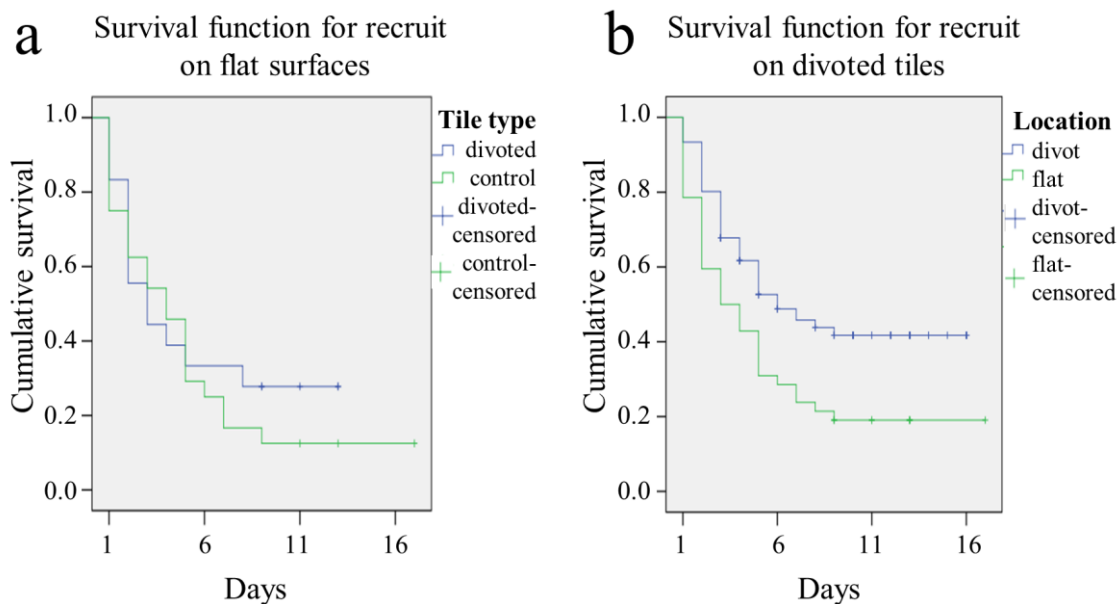 a
Survival function for recruit
on flat surfaces
Cumulative survival
1.0
0.8
0.6
0.4
0.2
0.0
1 6 11 16
Days
Tile type
divoted
control
divoted-
censored
control-
censored
b
Survival function for recruit
on divoted tiles
Cumulative survival
1.0
0.8
0.6
0.4
0.2
0.0
1 6 11 16
Days
Location
divot
flat
divot-
censored
flat-
censored